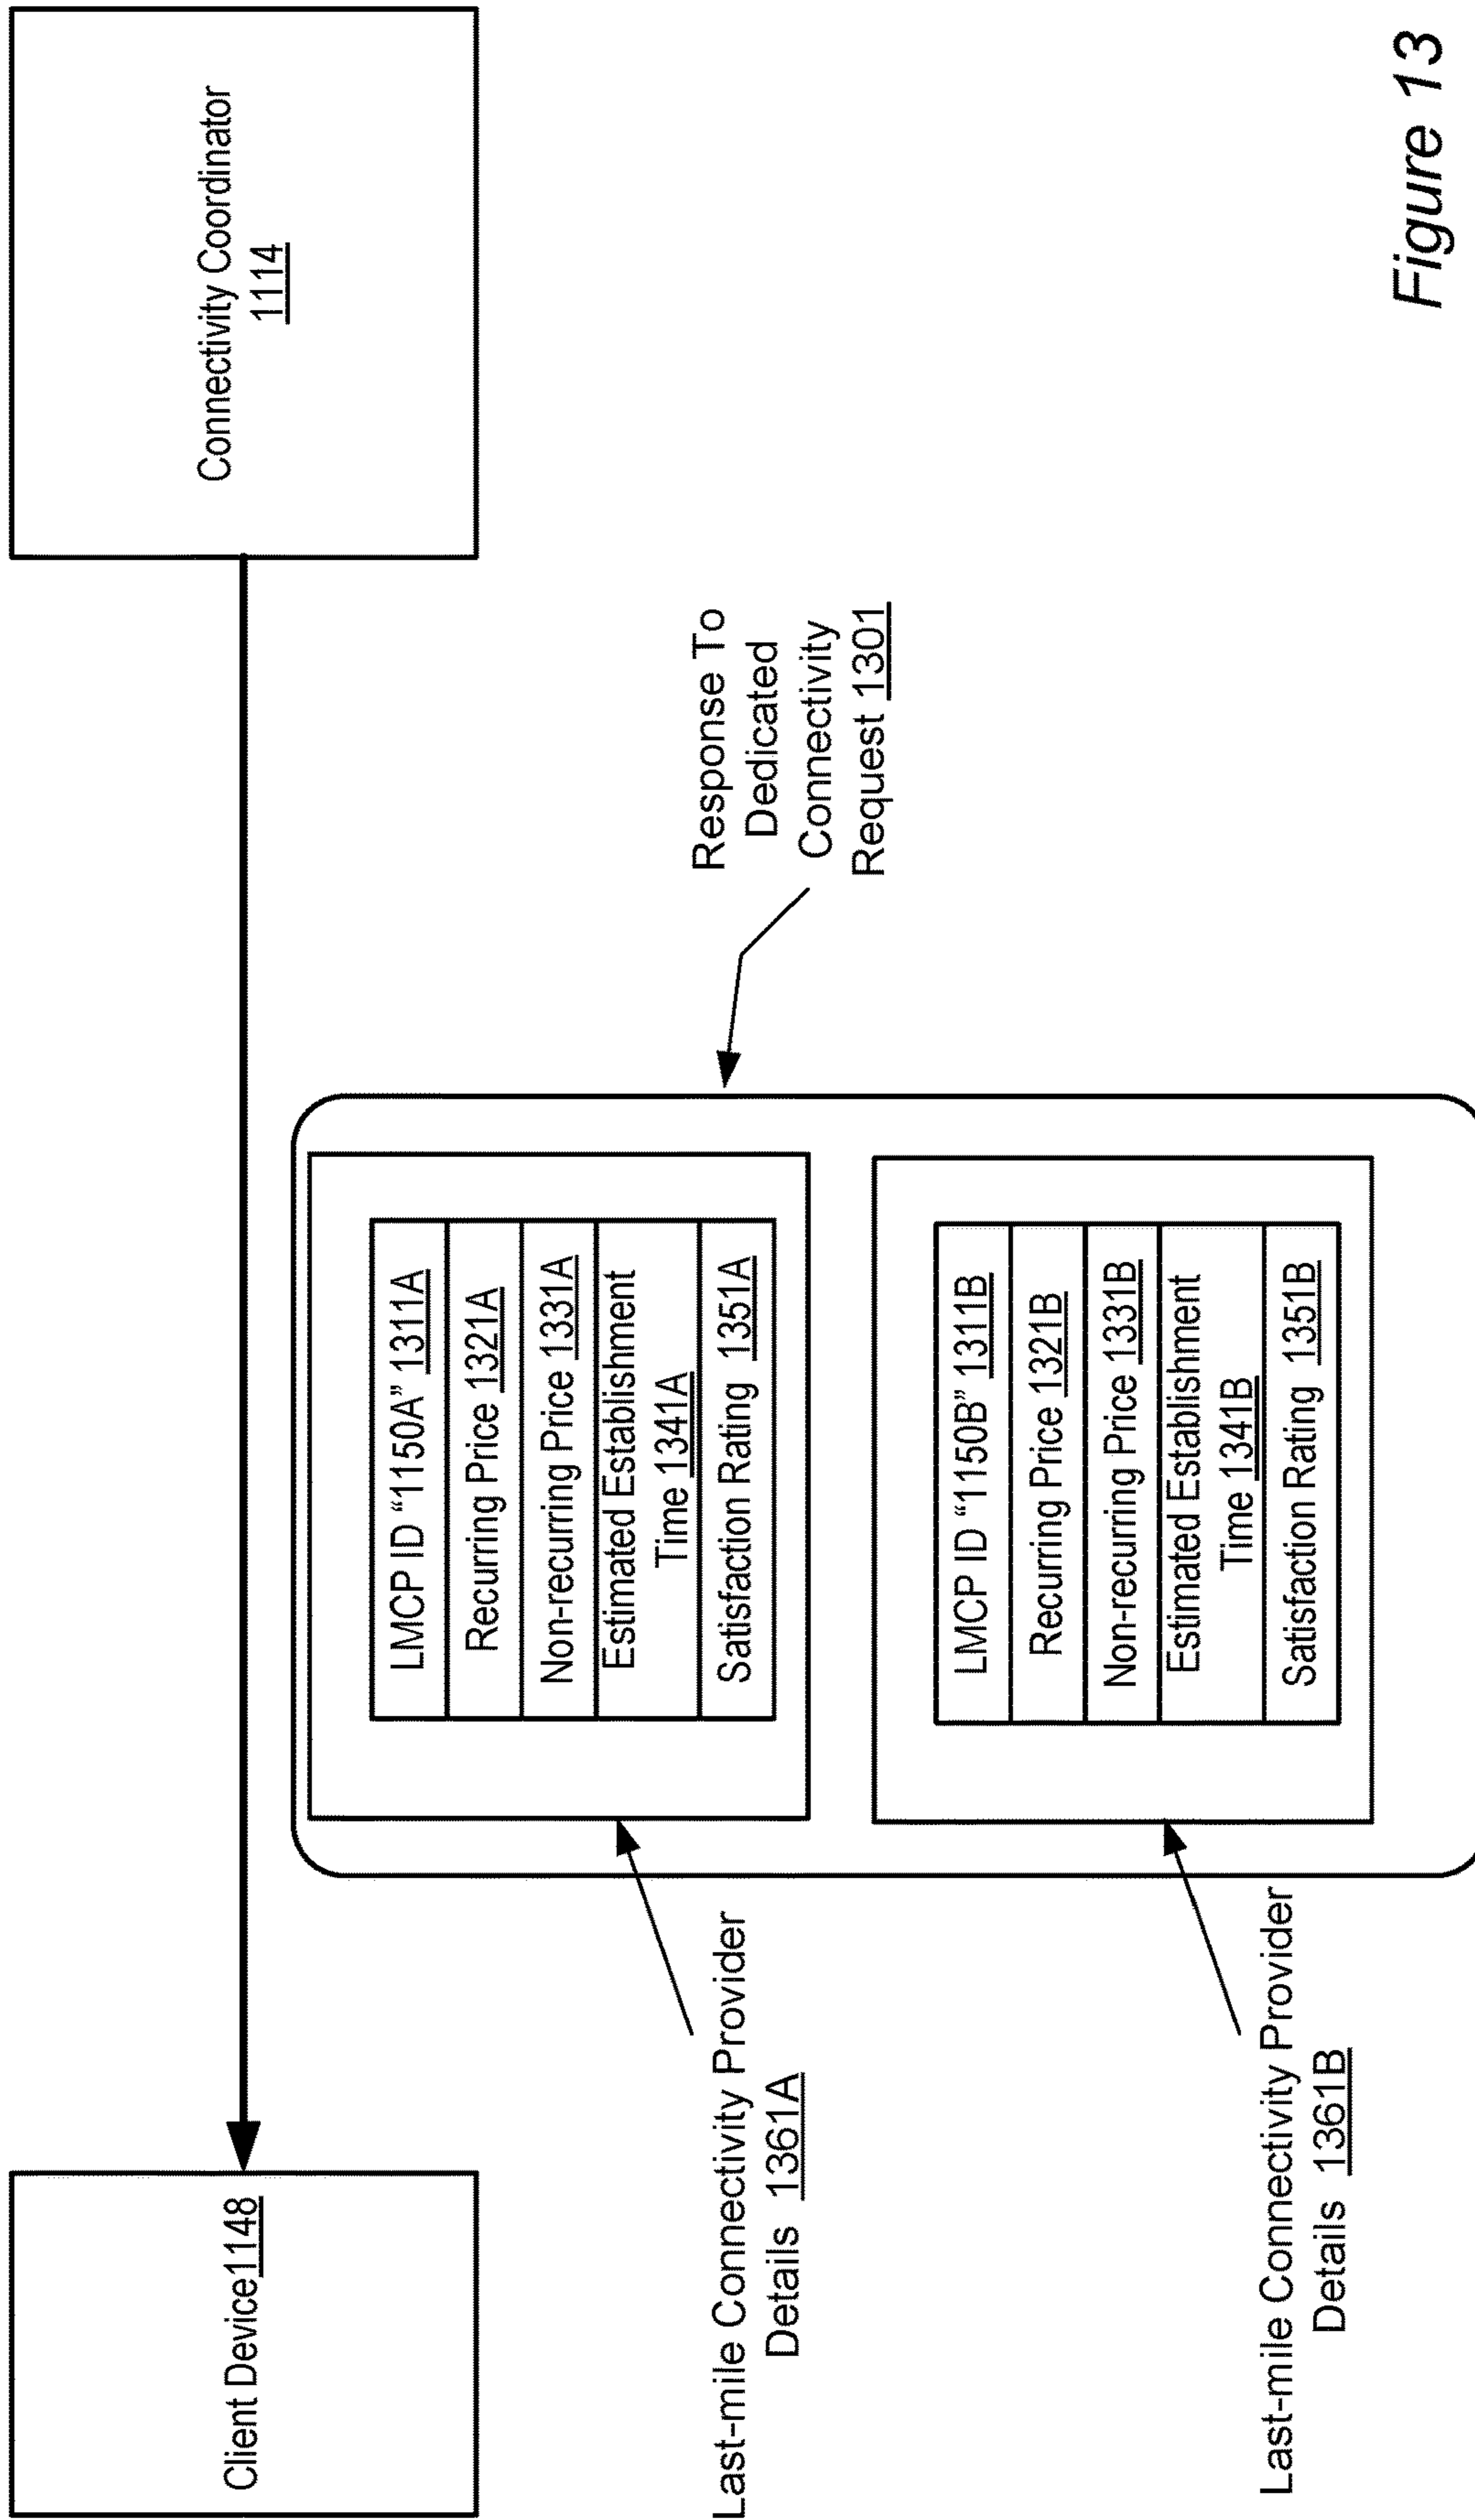 Client Device1148
Connectivity Coordinator
1114
Response To
Dedicated
Connectivity
Request 1301
LMCP ID “1150A” 1311A
Recurring Price 1321A
Non-recurring Price 1331A
Estimated Establishment
Time 1341A
Satisfaction Rating 1351A
Last-mile Connectivity Provider
Details 1361A
LMCP ID “1150B” 1311B
Recurring Price 1321B
Non-recurring Price 1331B
Estimated Establishment
Time 1341B
Satisfaction Rating 1351B
Last-mile Connectivity Provider
Details 1361B
Figure 13